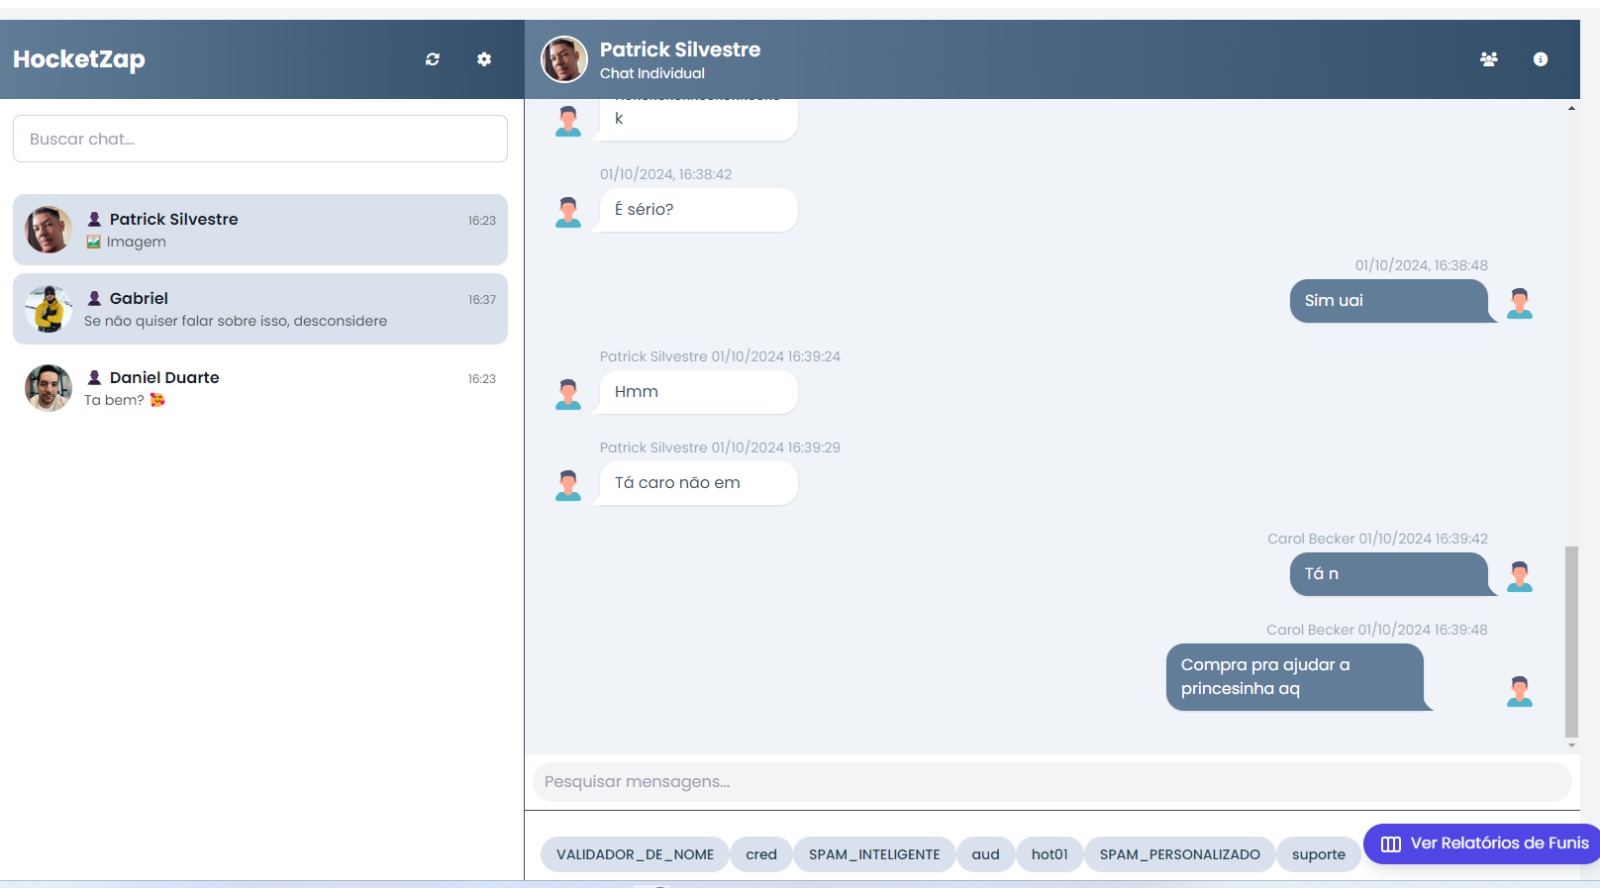 HocketZap
Buscar chat...
Patrick Silvestre
16:23
Imagem
Gabriel
16:37
Se não quiser falar sobre isso, desconsidere
Daniel Duarte
16:23
Ta bem? 🥰
Patrick Silvestre
Chat Individual
k
01/10/2024, 16:38:42
É sério?
01/10/2024, 16:38:48
Sim uai
Patrick Silvestre 01/10/2024 16:39:24
Hmm
Patrick Silvestre 01/10/2024 16:39:29
Tá caro não em
Carol Becker 01/10/2024 16:39:42
Tá n
Carol Becker 01/10/2024 16:39:48
Compra pra ajudar a
princesinha aq
Pesquisar mensagens...
VALIDADOR_DE_NOME cred SPAM_INTELIGENTE aud hot01 SPAM_PERSONALIZADO suporte
Ver Relatórios de Funis